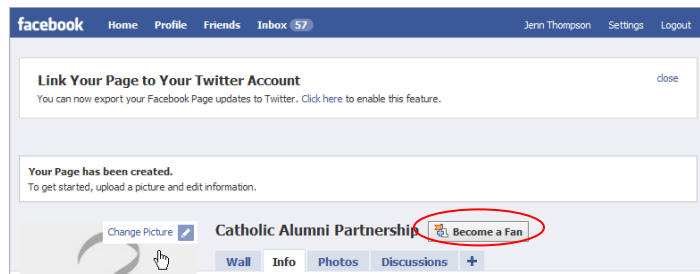 facebook Home Profile Friends Inbox 57 Jenn Thompson Settings Logout
Link Your Page to Your Twitter Account close
You can now export your Facebook Page updates to Twitter. Click here to enable this feature.
Your Page has been created.
To get started, upload a picture and edit information.
Change Picture Catholic Alumni Partnership Become a Fan
Wall Info Photos Discussions +